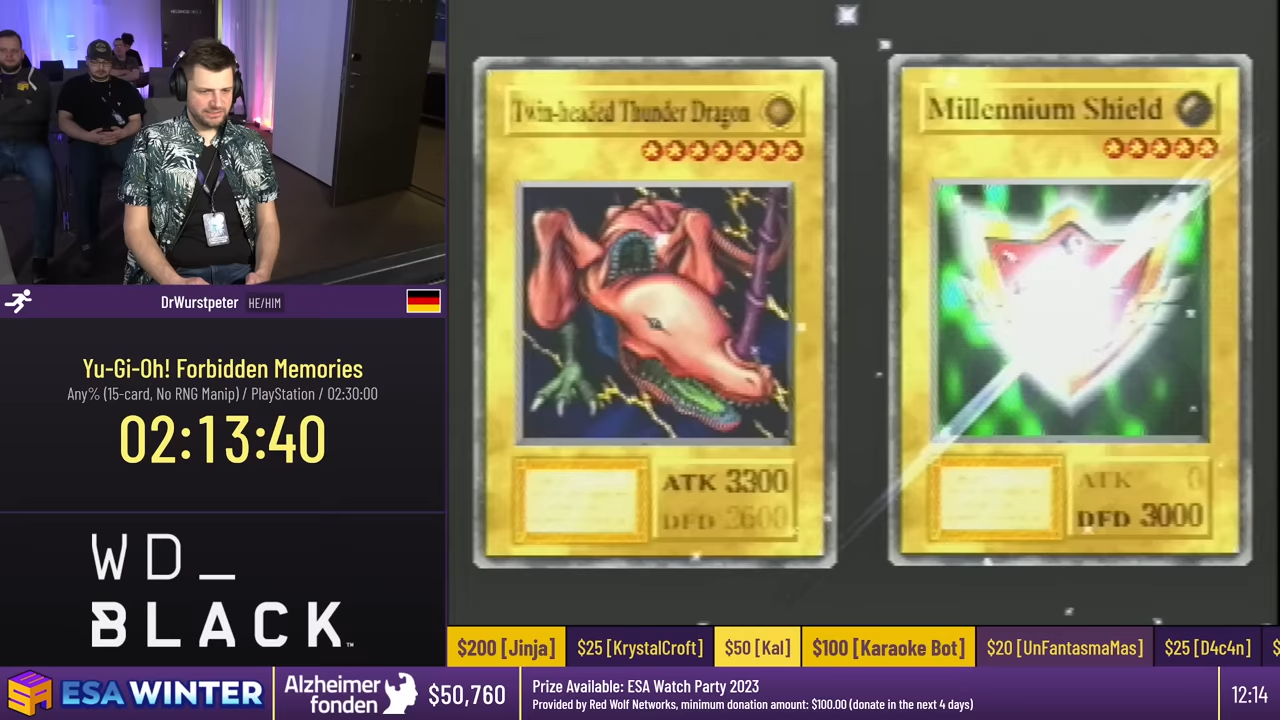 Twin-headed Thunder Dragon
ATK 3300
DFD 2600
Millennium Shield
ATK 0
DFD 3000
DrWurstpeter HE/HIM
Yu-Gi-Oh! Forbidden Memories
Any% (15-card, No RNG Manip) / PlayStation / 02:30:00
02:13:40
WD_
BLACK™
$200 [Jinja] $25 [KrystalCroft] $50 [Kal] $100 [Karaoke Bot] $20 [UnFantasmaMas] $25 [D4c4n] $
ESA WINTER
Alzheimer
fonden
$50,760
Prize Available: ESA Watch Party 2023
Provided by Red Wolf Networks, minimum donation amount: $100.00 (donate in the next 4 days)
12:14